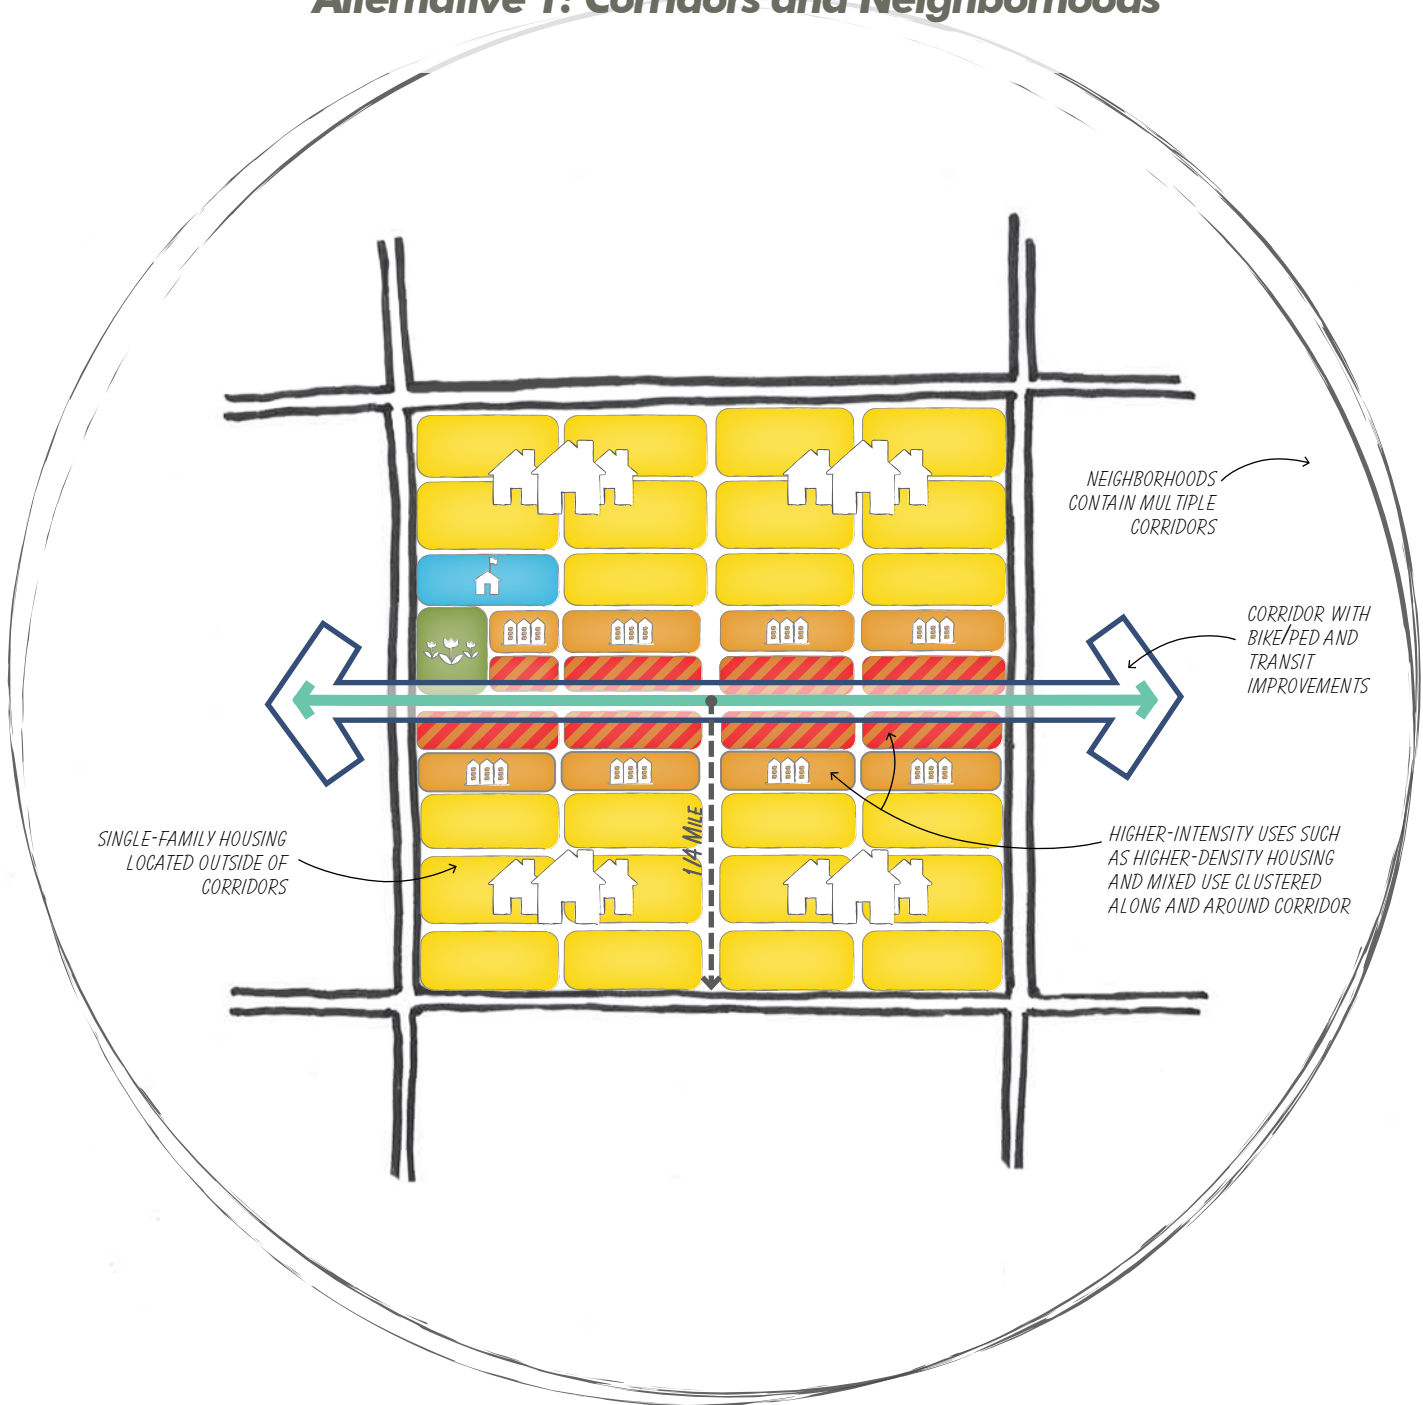 Alternative 1: Corridors and Neighborhoods
NEIGHBORHOODS
CONTAIN MULTIPLE
CORRIDORS
CORRIDOR WITH
BIKE/PED AND
TRANSIT
IMPROVEMENTS
1/4 MILE
SINGLE-FAMILY HOUSING
LOCATED OUTSIDE OF
CORRIDORS
HIGHER-INTENSITY USES SUCH
AS HIGHER-DENSITY HOUSING
AND MIXED USE CLUSTERED
ALONG AND AROUND CORRIDOR